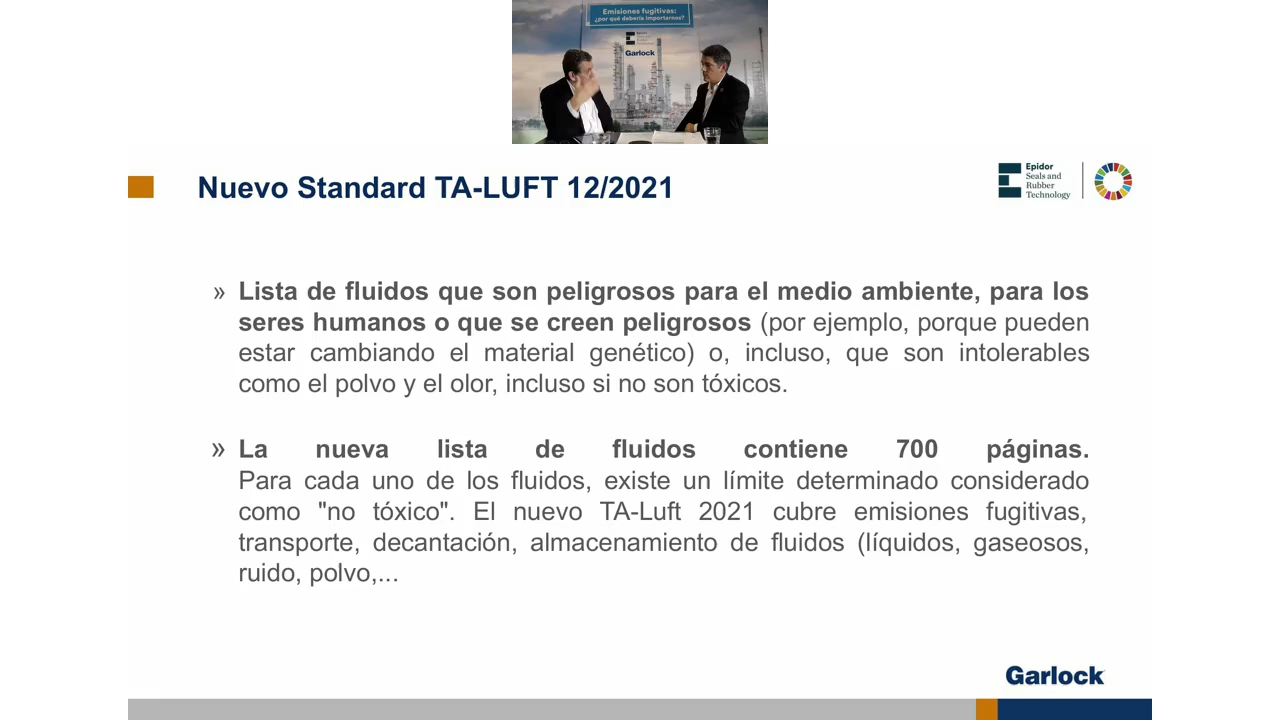 Emisiones fugitivas:
¿por qué debería importarnos?
Garlock
Nuevo Standard TA-LUFT 12/2021
Epidor
Seals and
Rubber
Technology
» Lista de fluidos que son peligrosos para el medio ambiente, para los
seres humanos o que se creen peligrosos (por ejemplo, porque pueden
estar cambiando el material genético) o, incluso, que son intolerables
como el polvo y el olor, incluso si no son tóxicos.
» La nueva lista de fluidos contiene 700 páginas.
Para cada uno de los fluidos, existe un límite determinado considerado
como "no tóxico". El nuevo TA-Luft 2021 cubre emisiones fugitivas,
transporte, decantación, almacenamiento de fluidos (líquidos, gaseosos,
ruido, polvo,...
Garlock